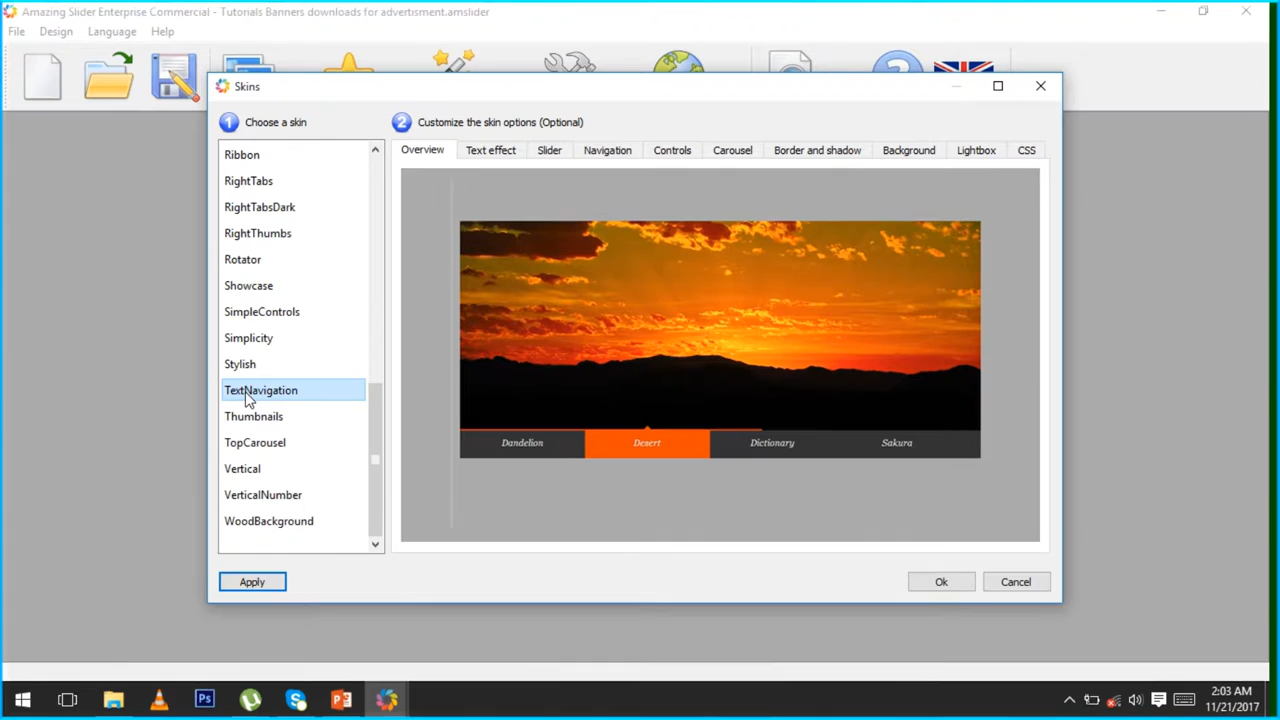 Amazing Slider Enterprise Commercial - Tutorials Banners downloads for advertisment.amslider
File Design Language Help
Skins
1 Choose a skin
2 Customize the skin options (Optional)
Overview Text effect Slider Navigation Controls Carousel Border and shadow Background Lightbox CSS
Ribbon
RightTabs
RightTabsDark
RightThumbs
Rotator
Showcase
SimpleControls
Simplicity
Stylish
TextNavigation
Thumbnails
TopCarousel
Vertical
VerticalNumber
WoodBackground
Dandelion Desert Dictionary Sakura
Apply Ok Cancel
2:03 AM
11/21/2017